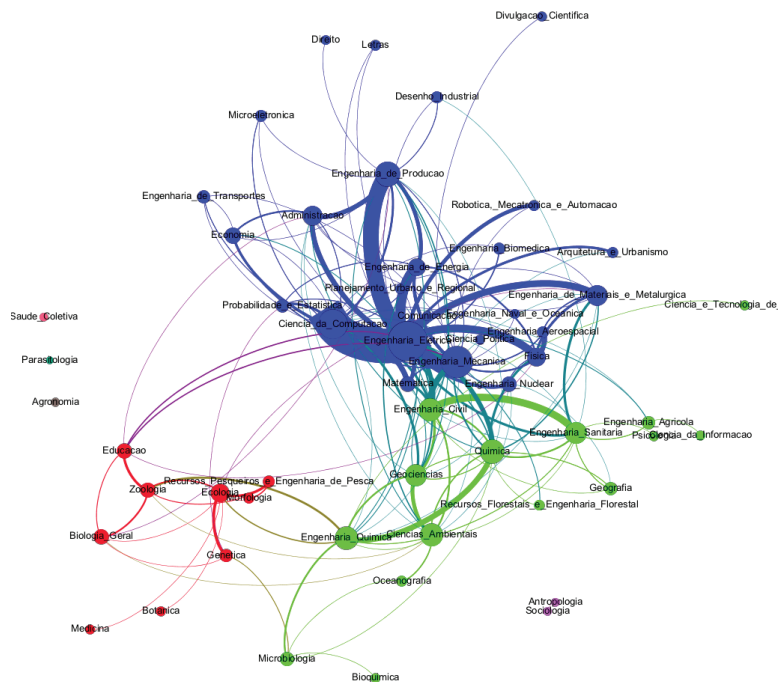 Divulgacao_Cientifica
Direito
Letras
Desenho_Industrial
Microeletronica
Engenharia_de_Producao
Engenharia_de_Transportes
Robotica,_Mecatronica_e_Automacao
Administracao
Economia
Engenharia_Biomedica
Arquitetura_e_Urbanismo
Engenharia_de_Energia
Planejamento_Urbano_e_Regional
Engenharia_de_Materiais_e_Metalurgica
Probabilidade_e_Estatistica
Ciencia_e_Tecnologia_de_
Comunicacao
Engenharia_Naval_e_Oceanica
Saude_Coletiva
Ciencia_da_Computacao
Engenharia_Aeroespacial
Engenharia_Eletrica
Ciencia_Politica
Parasitologia
Engenharia_Mecanica
Fisica
Matematica
Engenharia_Nuclear
Agronomia
Engenharia_Civil
Engenharia_Agricola
Engenharia_Sanitaria
Psicologia
Ciencia_da_Informacao
Educacao
Quimica
Geociencias
Recursos_Pesqueiros_e_Engenharia_de_Pesca
Zoologia
Ecologia
Geografia
Morfologia
Recursos_Florestais_e_Engenharia_Florestal
Biologia_Geral
Engenharia_Quimica
Ciencias_Ambientais
Genetica
Oceanografia
Antropologia
Botanica
Sociologia
Medicina
Microbiologia
Bioquimica